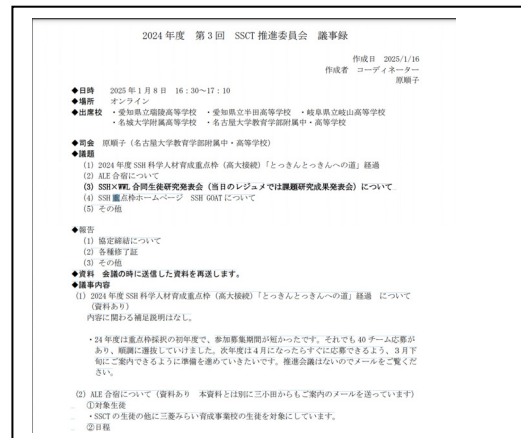 2024年度　第3回　SSCT推進委員会　議事録
作成日　2025/1/16
作成者　コーディネーター
原順子
◆日時　2025年1月8日　16：30～17：10
◆場所　オンライン
◆出席校　・愛知県立瑞陵高等学校　・愛知県立半田高等学校　・岐阜県立岐山高等学校
・名城大学附属高等学校　・名古屋大学教育学部附属中・高等学校
◆司会　原順子（名古屋大学教育学部附属中・高等学校）
◆議題
(1) 2024年度SSH科学人材育成重点枠（高大接続）「とっきんとっきんへの道」経過
(2) ALE合宿について
(3) SSH×WWL合同生徒研究発表会（当日のレジュメでは課題研究成果発表会）について
(4) SSH重点枠ホームページ　SSH GOATについて
(5) その他
◆報告
(1) 協定締結について
(2) 各種修了証
(3) その他
◆資料　会議の時に送信した資料を再送します。
◆議事内容
(1) 2024年度SSH科学人材育成重点枠（高大接続）「とっきんとっきんへの道」経過　について
（資料あり）
内容に関わる補足説明はなし。
・24年度は重点枠採択の初年度で、参加募集期間が短かったです。それでも40チーム応募が
あり、順調に選抜していけました。次年度は4月になったらすぐに応募できるよう、3月下
旬にご案内できるように準備を進めていきたいです。推進会議はないのでメールをご覧くだ
さい。
(2) ALE合宿について（資料あり　本資料とは別に三小田からもご案内のメールを送っています）
①対象生徒
・SSCTの生徒の他に三菱みらい育成事業校の生徒を対象にしています。
②日程